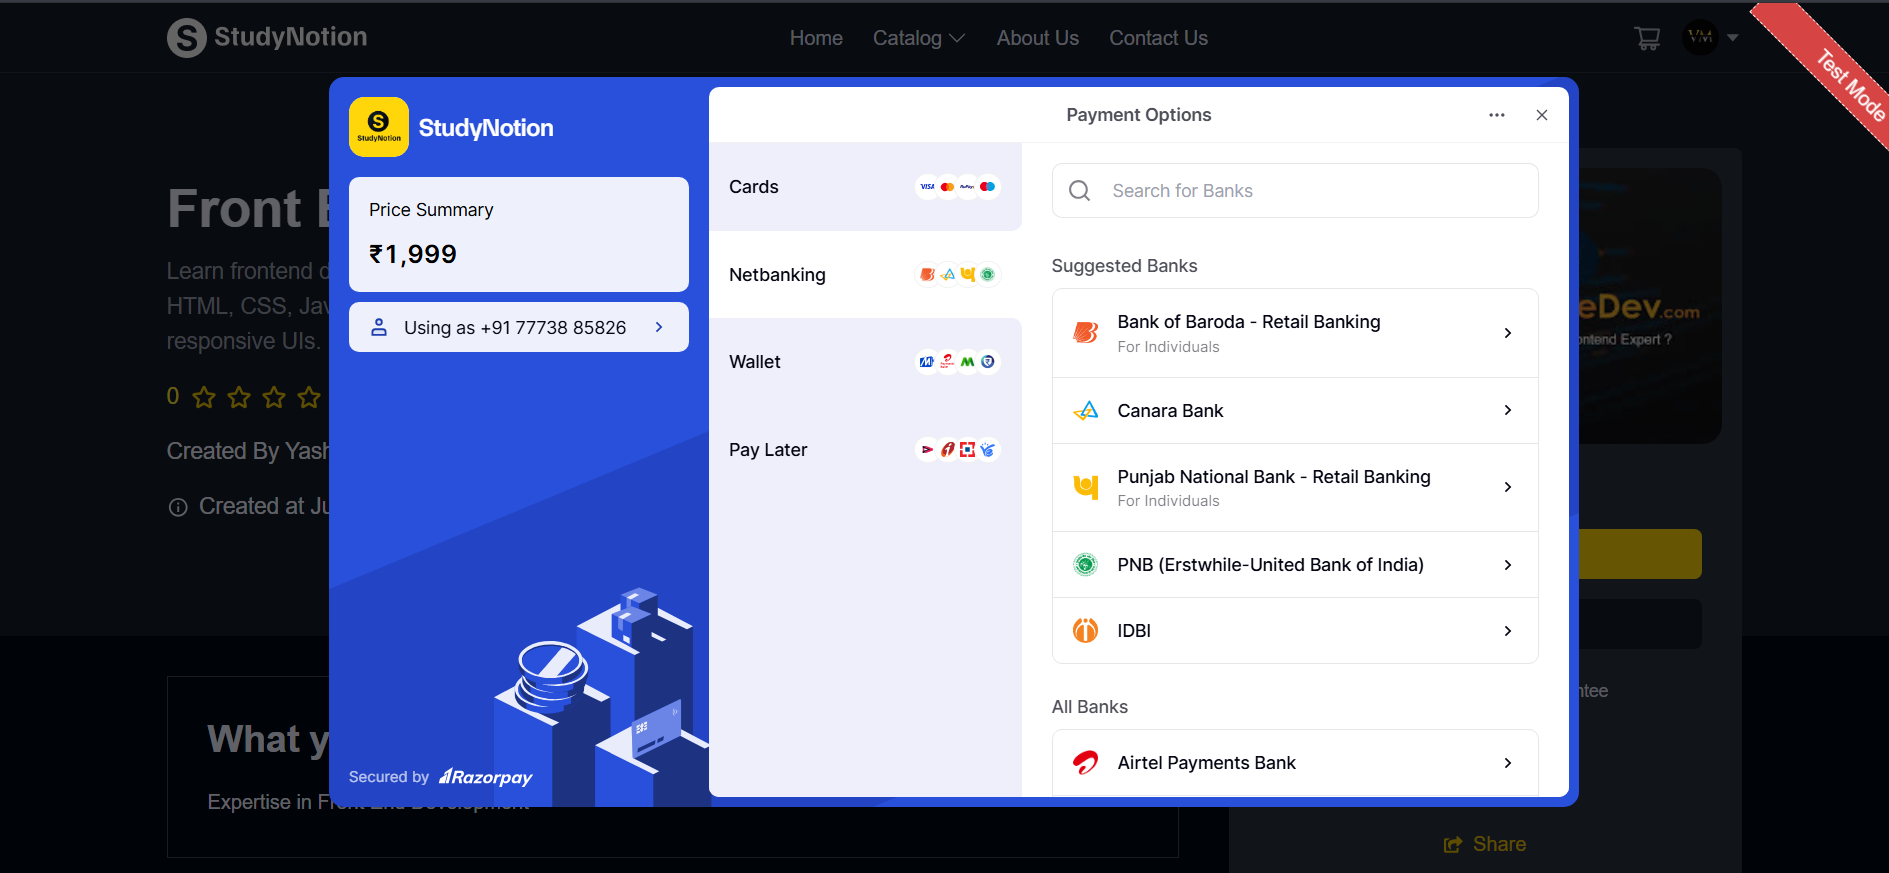 StudyNotion
Home
Catalog
About Us
Contact Us
VM
Test Mode
StudyNotion
StudyNotion
Price Summary
₹1,999
Using as +91 77738 85826
Secured by Razorpay
Payment Options
Cards
VISA
RuPay
Netbanking
Wallet
Pay Later
Search for Banks
Suggested Banks
Bank of Baroda - Retail Banking
For Individuals
Canara Bank
Punjab National Bank - Retail Banking
For Individuals
PNB (Erstwhile-United Bank of India)
IDBI
All Banks
Airtel Payments Bank
Front
Learn frontend d
HTML, CSS, Jav
responsive UIs.
0
Created By Yash
Created at Ju
eDev.com
ontend Expert ?
ntee
What y
Expertise in Front End Development
Share